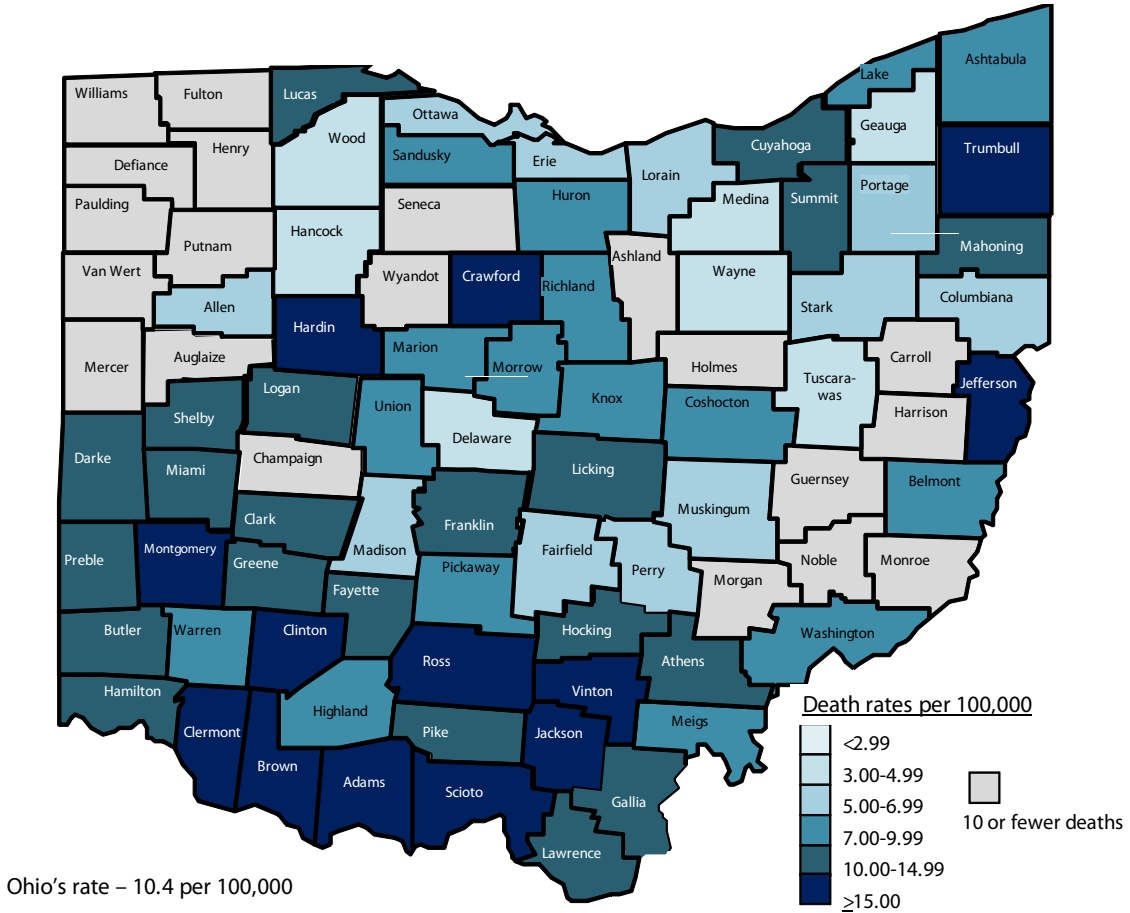 Ashtabula
Lake
Williams
Fulton
Lucas
Ottawa
Geauga
Wood
Cuyahoga
Trumbull
Henry
Sandusky
Erie
Defiance
Lorain
Portage
Huron
Medina
Summit
Paulding
Seneca
Hancock
Putnam
Mahoning
Ashland
Van Wert
Wyandot
Crawford
Wayne
Richland
Columbiana
Allen
Stark
Hardin
Marion
Auglaize
Carroll
Mercer
Morrow
Holmes
Tuscara-
was
Jefferson
Logan
Union
Knox
Coshocton
Harrison
Shelby
Delaware
Darke
Champaign
Miami
Licking
Guernsey
Belmont
Muskingum
Clark
Franklin
Montgomery
Madison
Fairfield
Preble
Greene
Pickaway
Perry
Noble
Monroe
Morgan
Fayette
Butler
Warren
Clinton
Hocking
Washington
Ross
Athens
Hamilton
Vinton
Highland
Meigs
Clermont
Pike
Jackson
Brown
Adams
Scioto
Gallia
Lawrence
Death rates per 100,000
<2.99
3.00-4.99
5.00-6.99
7.00-9.99
10.00-14.99
≥15.00
10 or fewer deaths
Ohio's rate – 10.4 per 100,000